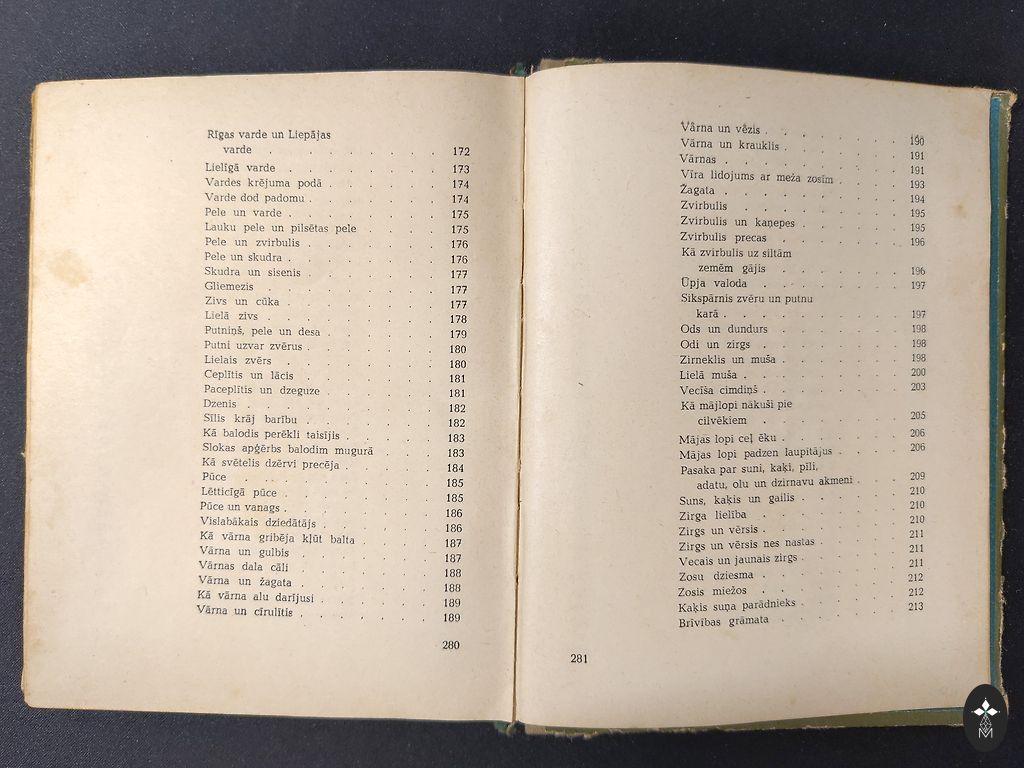 Rīgas varde un Liepājas
varde . . . . . . . . . 172
Lielīgā varde . . . . . . . . 173
Vardes krējuma podā . . . . . . 174
Varde dod padomu . . . . . . . 174
Pele un varde . . . . . . . . 175
Lauku pele un pilsētas pele . . . . 175
Pele un zvirbulis . . . . . . . 176
Pele un skudra . . . . . . . . 176
Skudra un sisenis . . . . . . . 177
Gliemezis . . . . . . . . . 177
Zivs un cūka . . . . . . . . 177
Lielā zivs . . . . . . . . . 178
Putniņš, pele un desa . . . . . . 179
Putni uzvar zvērus . . . . . . . 180
Lielais zvērs . . . . . . . . 180
Ceplītis un lācis . . . . . . . 181
Paceplītis un dzeguze . . . . . . 181
Dzenis . . . . . . . . . . 182
Sīlis krāj barību . . . . . . . 182
Kā balodis perēkli taisījis . . . . . 183
Slokas apģērbs balodim mugurā . . . . 183
Kā svētelis dzērvi precēja . . . . . 184
Pūce . . . . . . . . . . 185
Lētticīgā pūce . . . . . . . . 185
Pūce un vanags . . . . . . . . 186
Vislabākais dziedātājs . . . . . . 186
Kā vārna gribēja kļūt balta . . . . 187
Vārna un gulbis . . . . . . . 187
Vārnas dala cāli . . . . . . . 188
Vārna un žagata . . . . . . . 188
Kā vārna alu darījusi . . . . . . 189
Vārna un cīrulītis . . . . . . . 189
280
Vārna un vēzis . . . . . . . . 190
Vārna un krauklis . . . . . . . 191
Vārnas . . . . . . . . . . 191
Vīra lidojums ar meža zosīm . . . . 193
Žagata . . . . . . . . . . 194
Zvirbulis . . . . . . . . . 195
Zvirbulis un kaņepes . . . . . . 195
Zvirbulis precas . . . . . . . 196
Kā zvirbulis uz siltām
zemēm gājis . . . . . . . 196
Ūpja valoda . . . . . . . . 197
Sikspārnis zvēru un putnu
karā . . . . . . . . . . 197
Ods un dundurs . . . . . . . 198
Odi un zirgs . . . . . . . . 198
Zirneklis un muša . . . . . . . 198
Lielā muša . . . . . . . . . 200
Vecīša cimdiņš . . . . . . . . 203
Kā mājlopi nākuši pie
cilvēkiem . . . . . . . . 205
Mājas lopi ceļ ēku . . . . . . . 206
Mājas lopi padzen laupītājus . . . . 206
Pasaka par suni, kaķi, pīli,
adatu, olu un dzirnavu akmeni . . . 209
Suns, kaķis un gailis . . . . . . 210
Zirga lielība . . . . . . . . 210
Zirgs un vērsis . . . . . . . . 210
Zirgs un vērsis nes nastas . . . . . 211
Vecais un jaunais zirgs . . . . . . 211
Zosu dziesma . . . . . . . . 211
Zosis miežos . . . . . . . . 212
Kaķis suņa parādnieks . . . . . . 212
Brīvības grāmata . . . . . . . 213
281
M